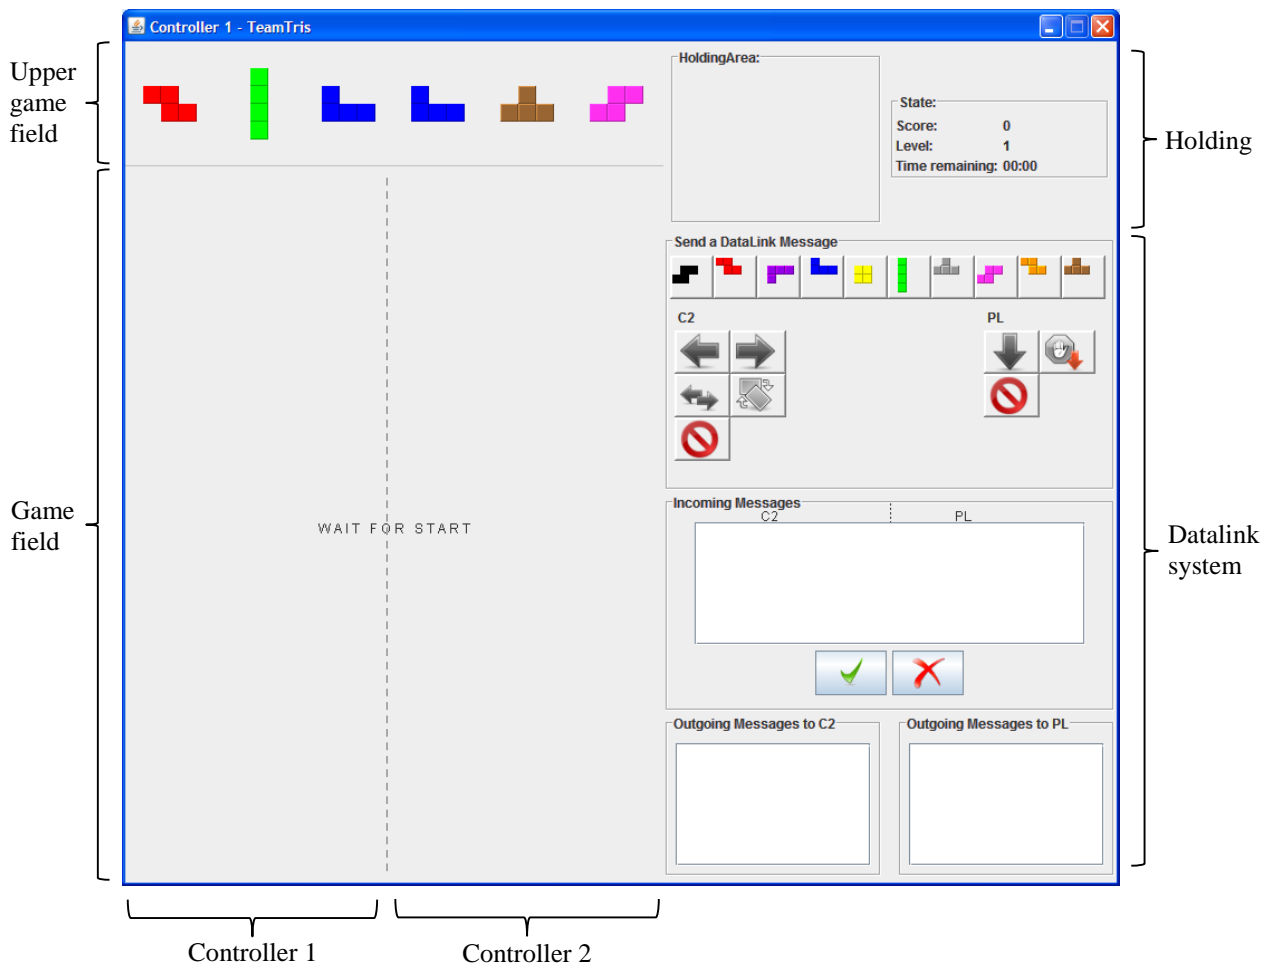 Controller 1 - TeamTris
Upper
game
field
HoldingArea:
State:
Score: 0
Level: 1
Time remaining: 00:00
Holding
Send a DataLink Message
C2
PL
Game
field
WAIT FOR START
Incoming Messages
C2
PL
Datalink
system
Outgoing Messages to C2
Outgoing Messages to PL
Controller 1
Controller 2